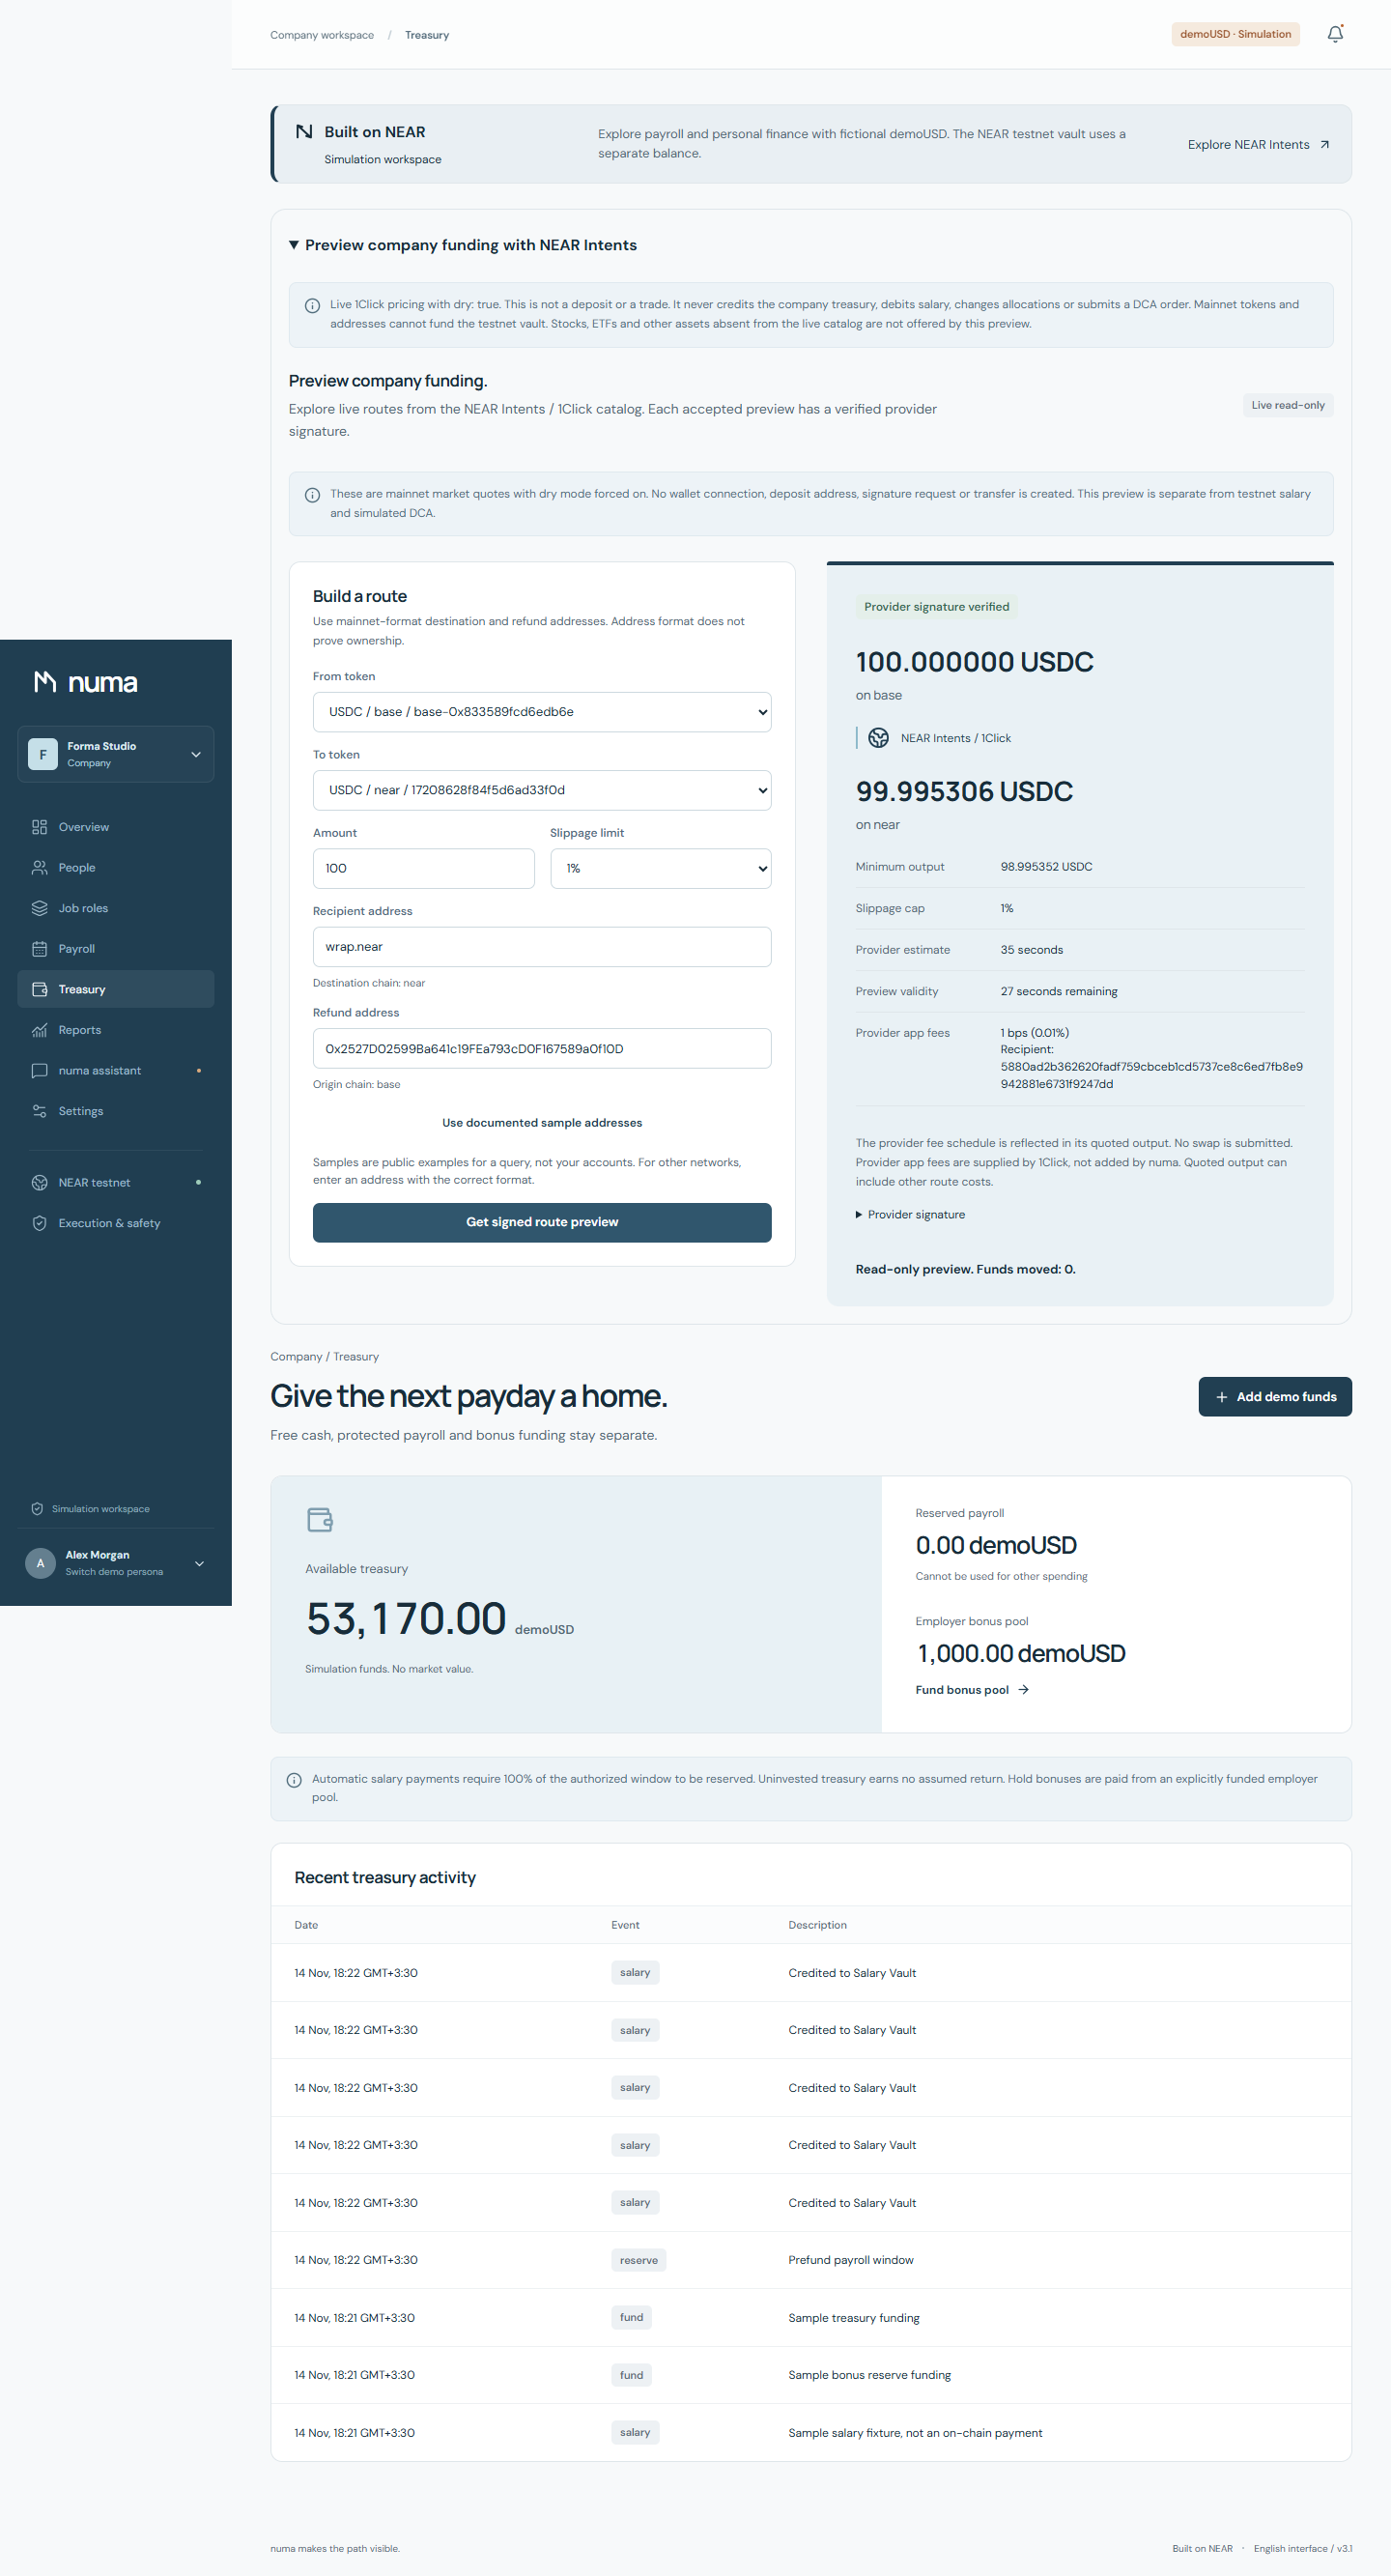 Company workspace / Treasury
demoUSD · Simulation
Built on NEAR
Simulation workspace
Explore payroll and personal finance with fictional demoUSD. The NEAR testnet vault uses a
separate balance.
Explore NEAR Intents
Preview company funding with NEAR Intents
Live 1Click pricing with dry: true. This is not a deposit or a trade. It never credits the company treasury, debits salary, changes allocations or submits a DCA order. Mainnet tokens and
addresses cannot fund the testnet vault. Stocks, ETFs and other assets absent from the live catalog are not offered by this preview.
Preview company funding.
Explore live routes from the NEAR Intents / 1Click catalog. Each accepted preview has a verified provider
signature.
Live read-only
These are mainnet market quotes with dry mode forced on. No wallet connection, deposit address, signature request or transfer is created. This preview is separate from testnet salary
and simulated DCA.
Build a route
Use mainnet-format destination and refund addresses. Address format does not
prove ownership.
From token
USDC / base / base-0x833589fcd6edb6e
To token
USDC / near / 17208628f84f5d6ad33f0d
Amount
Slippage limit
100
1%
Recipient address
wrap.near
Destination chain: near
Refund address
0x2527D02599Ba641c19FEa793cD0F167589a0f10D
Origin chain: base
Use documented sample addresses
Samples are public examples for a query, not your accounts. For other networks,
enter an address with the correct format.
Get signed route preview
Provider signature verified
100.000000 USDC
on base
NEAR Intents / 1Click
99.995306 USDC
on near
Minimum output 98.995352 USDC
Slippage cap 1%
Provider estimate 35 seconds
Preview validity 27 seconds remaining
Provider app fees 1 bps (0.01%)
Recipient:
5880ad2b362620fadf759cbceb1cd5737ce8c6ed7fb8e9
942881e6731f9247dd
The provider fee schedule is reflected in its quoted output. No swap is submitted.
Provider app fees are supplied by 1Click, not added by numa. Quoted output can
include other route costs.
Provider signature
Read-only preview. Funds moved: 0.
numa
F
Forma Studio
Company
Overview
People
Job roles
Payroll
Treasury
Reports
numa assistant
Settings
NEAR testnet
Execution & safety
Simulation workspace
A
Alex Morgan
Switch demo persona
Company / Treasury
Give the next payday a home.
Free cash, protected payroll and bonus funding stay separate.
Add demo funds
Available treasury
53,170.00 demoUSD
Simulation funds. No market value.
Reserved payroll
0.00 demoUSD
Cannot be used for other spending
Employer bonus pool
1,000.00 demoUSD
Fund bonus pool
Automatic salary payments require 100% of the authorized window to be reserved. Uninvested treasury earns no assumed return. Hold bonuses are paid from an explicitly funded employer
pool.
Recent treasury activity
Date Event Description
14 Nov, 18:22 GMT+3:30 salary Credited to Salary Vault
14 Nov, 18:22 GMT+3:30 salary Credited to Salary Vault
14 Nov, 18:22 GMT+3:30 salary Credited to Salary Vault
14 Nov, 18:22 GMT+3:30 salary Credited to Salary Vault
14 Nov, 18:22 GMT+3:30 salary Credited to Salary Vault
14 Nov, 18:22 GMT+3:30 reserve Prefund payroll window
14 Nov, 18:21 GMT+3:30 fund Sample treasury funding
14 Nov, 18:21 GMT+3:30 fund Sample bonus reserve funding
14 Nov, 18:21 GMT+3:30 salary Sample salary fixture, not an on-chain payment
numa makes the path visible.
Built on NEAR · English interface / v3.1